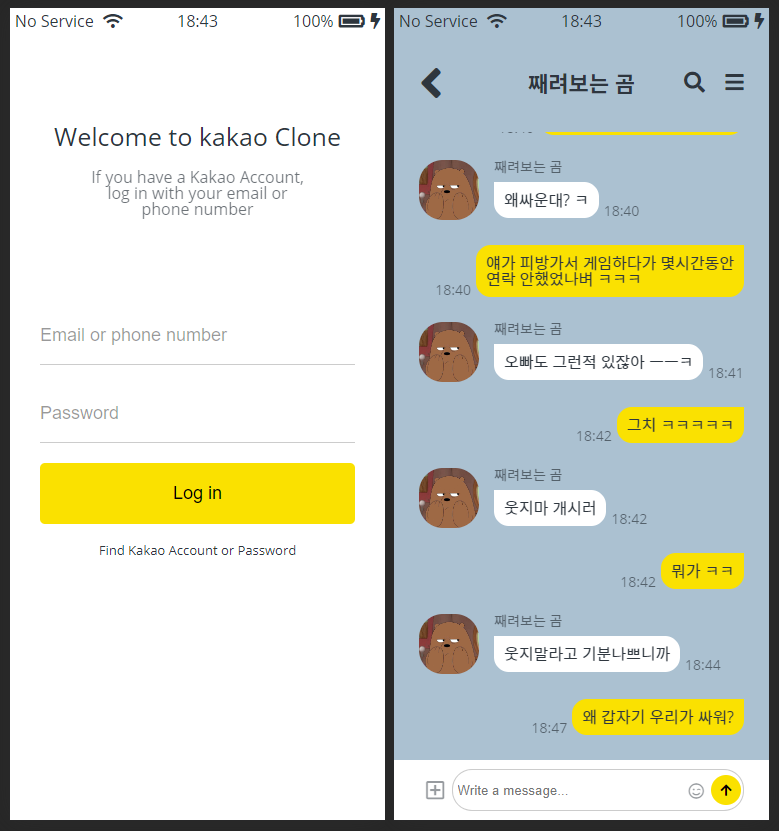 No Service 18:43 100%
Welcome to kakao Clone
If you have a Kakao Account,
log in with your email or
phone number
Email or phone number
Password
Log in
Find Kakao Account or Password
No Service 18:43 100%
째려보는 곰
째려보는 곰
왜싸운대? ㅋ
18:40
얘가 피방가서 게임하다가 몇시간동안
연락 안했었나벼 ㅋㅋㅋ
18:40
째려보는 곰
오빠도 그런적 있잖아 ㅡㅡㅋ
18:41
그치 ㅋㅋㅋㅋㅋ
18:42
째려보는 곰
웃지마 개시러
18:42
뭐가 ㅋㅋ
18:42
째려보는 곰
웃지말라고 기분나쁘니까
18:44
왜 갑자기 우리가 싸워?
18:47
Write a message...